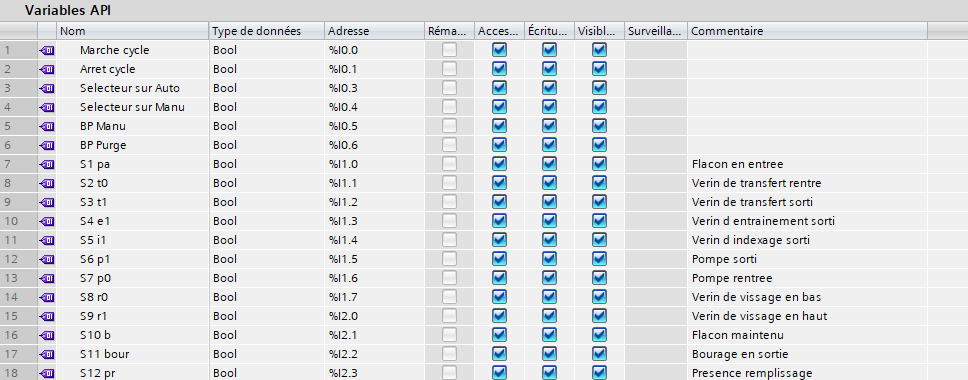 Variables API
Nom Type de données Adresse Réma... Acces... Écritu... Visibl... Surveilla... Commentaire
1 Marche cycle Bool %I0.0
2 Arret cycle Bool %I0.1
3 Selecteur sur Auto Bool %I0.3
4 Selecteur sur Manu Bool %I0.4
5 BP Manu Bool %I0.5
6 BP Purge Bool %I0.6
7 S1 pa Bool %I1.0 Flacon en entree
8 S2 t0 Bool %I1.1 Verin de transfert rentre
9 S3 t1 Bool %I1.2 Verin de transfert sorti
10 S4 e1 Bool %I1.3 Verin d entrainement sorti
11 S5 i1 Bool %I1.4 Verin d indexage sorti
12 S6 p1 Bool %I1.5 Pompe sorti
13 S7 p0 Bool %I1.6 Pompe rentree
14 S8 r0 Bool %I1.7 Verin de vissage en bas
15 S9 r1 Bool %I2.0 Verin de vissage en haut
16 S10 b Bool %I2.1 Flacon maintenu
17 S11 bour Bool %I2.2 Bourage en sortie
18 S12 pr Bool %I2.3 Presence remplissage